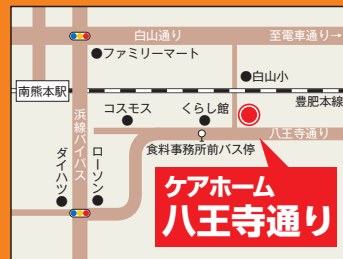 白山通り
至電車通り→
ファミリーマート
白山小
南熊本駅
豊肥本線
コスモス
くらし館
浜線バイパス
八王寺通り
食料事務所前バス停
ダイハツ
ローソン
ケアホーム
八王寺通り